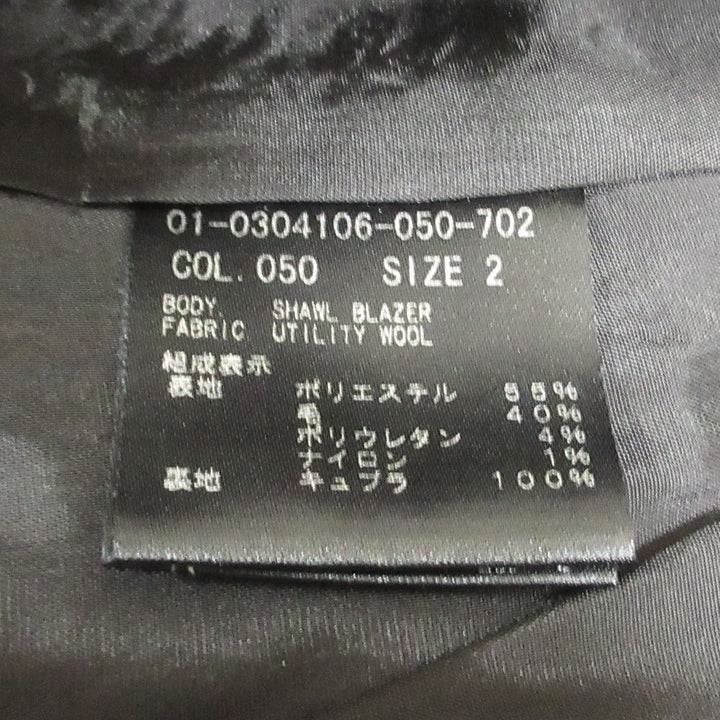 01-0304106-050-702
COL. 050 SIZE 2
BODY. SHAWL BLAZER
FABRIC UTILITY WOOL
組成表示
表地 ポリエステル 55%
毛 40%
ポリウレタン 4%
ナイロン 1%
裏地 キュプラ 100%